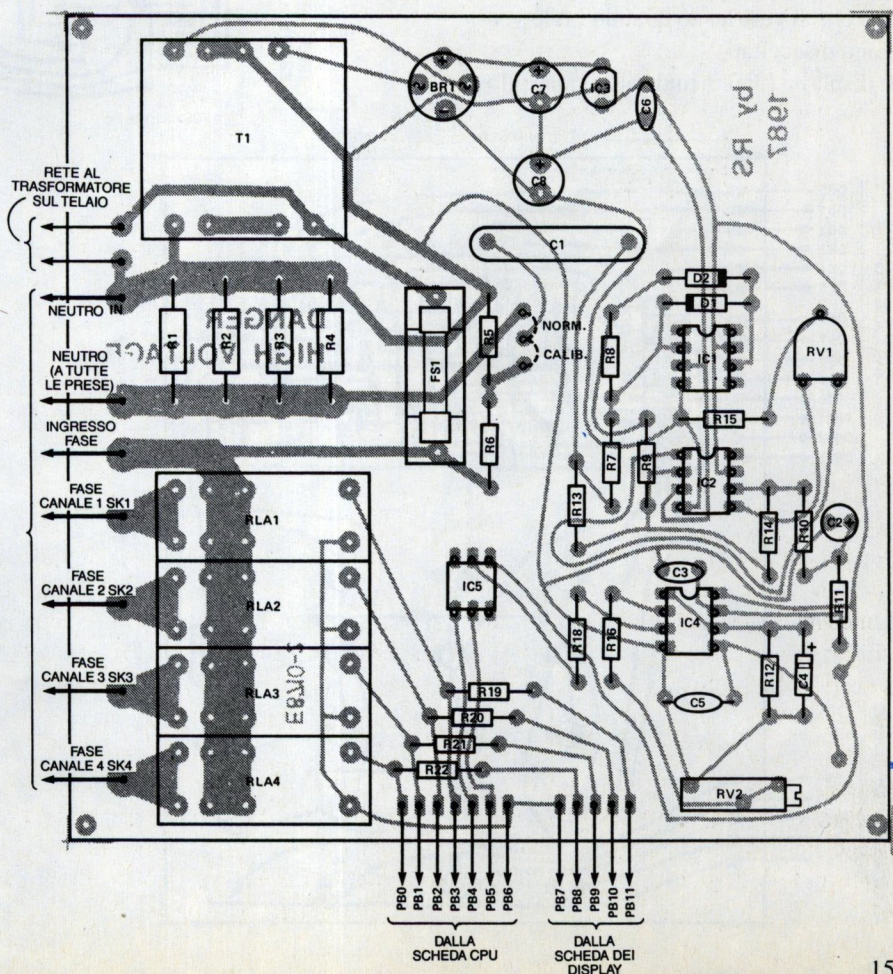 T1
BR1
C7
IC3
C6
1987
by RS
C8
RETE AL
TRASFORMATORE
SUL TELAIO
C1
D2
D1
NEUTRO IN
NORM.
CALIB.
DANGER
HIGH VOLTAGE
R1
R2
R3
R4
FS1
R5
R8
IC1
RV1
NEUTRO
(A TUTTE
LE PRESE)
R15
INGRESSO
FASE
R6
R7
R9
IC2
R13
R14
R10
C2
FASE
CANALE 1 SK1
RLA1
IC5
C3
IC4
R11
FASE
CANALE 2 SK2
RLA2
R18
R16
R12
C4
+
FASE
CANALE 3 SK3
RLA3
E8710-2
R19
R20
R21
R22
C5
FASE
CANALE 4 SK4
RLA4
RV2
PB0
PB1
PB2
PB3
PB4
PB5
PB6
PB7
PB8
PB9
PB10
PB11
DALLA
SCHEDA CPU
DALLA
SCHEDA DEI
DISPLAY
15